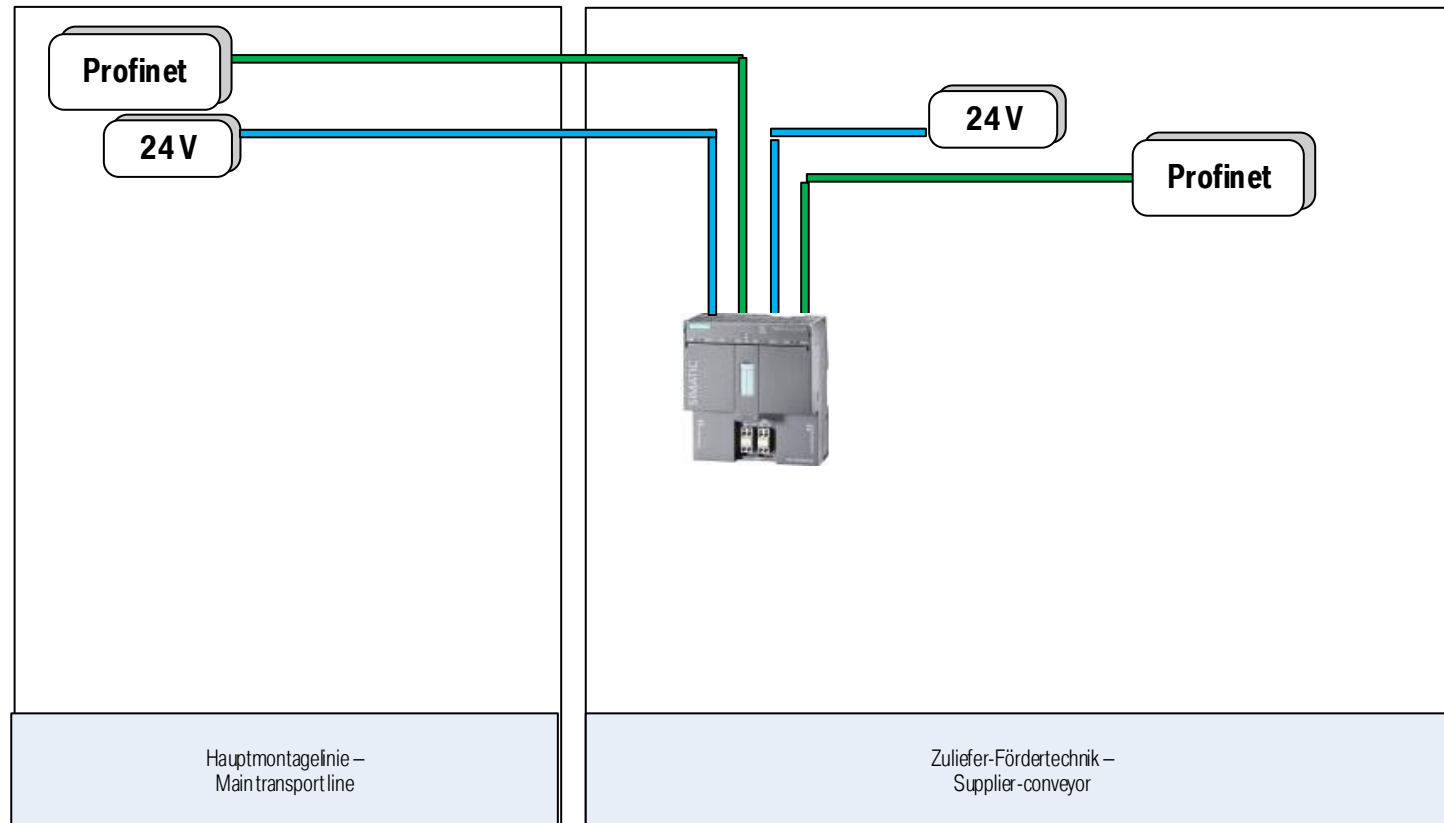 Profinet
24 V
24 V
Profinet
SIMATIC
Hauptmontagelinie –
Main transport line
Zuliefer-Fördertechnik –
Supplier-conveyor